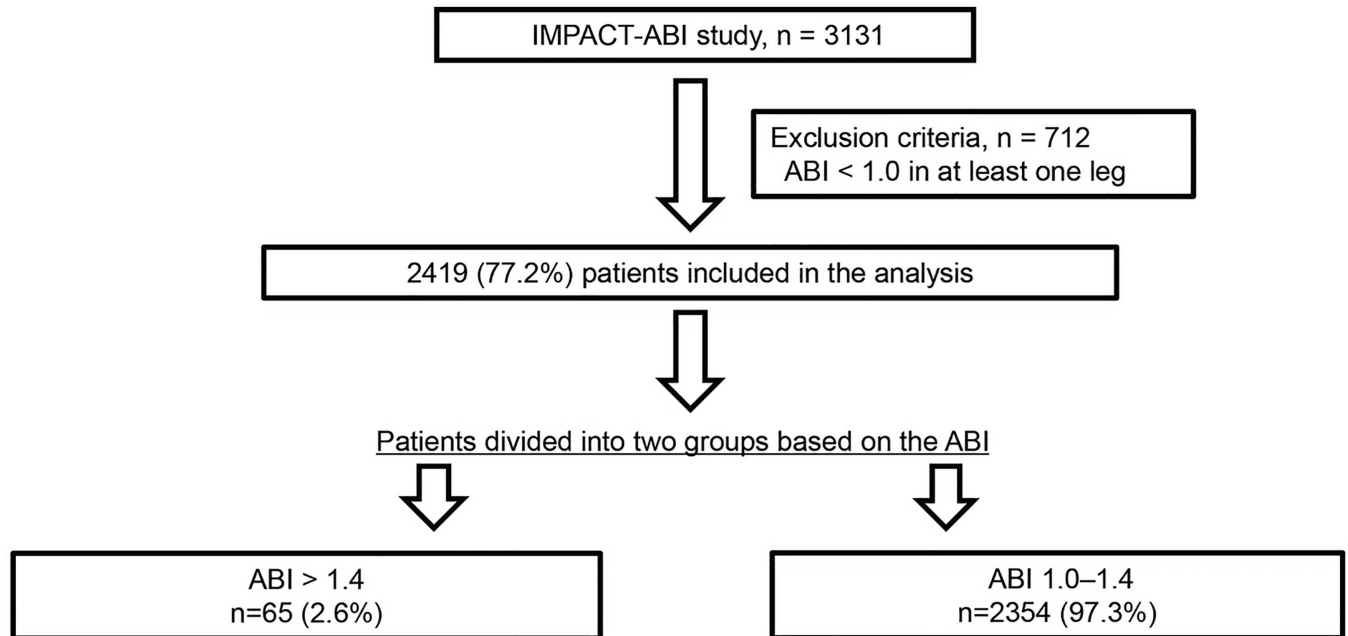 IMPACT-ABI study, n = 3131
Exclusion criteria, n = 712
ABI < 1.0 in at least one leg
2419 (77.2%) patients included in the analysis
Patients divided into two groups based on the ABI
ABI > 1.4
n=65 (2.6%)
ABI 1.0–1.4
n=2354 (97.3%)